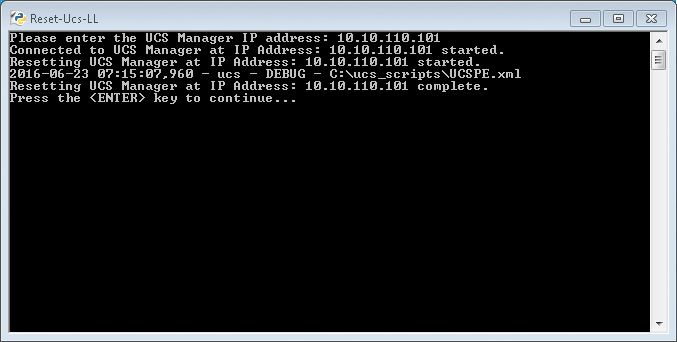 Reset-Ucs-LL
Please enter the UCS Manager IP address: 10.10.110.101
Connected to UCS Manager at IP Address: 10.10.110.101 started.
Resetting UCS Manager at IP Address: 10.10.110.101 started.
2016-06-23 07:15:07,960 - ucs - DEBUG - C:\ucs_scripts\UCSPE.xml
Resetting UCS Manager at IP Address: 10.10.110.101 complete.
Press the <ENTER> key to continue...